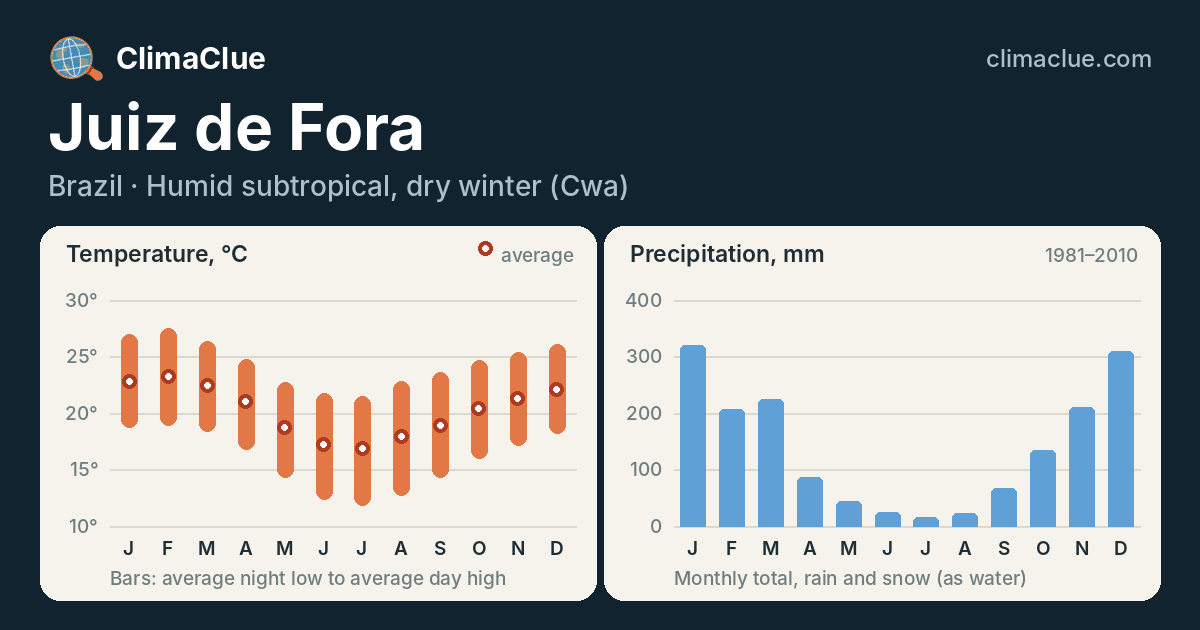 ClimaClue
climaclue.com
Juiz de Fora
Brazil · Humid subtropical, dry winter (Cwa)
Temperature, °C
average
30°
25°
20°
15°
10°
J F M A M J J A S O N D
Bars: average night low to average day high
Precipitation, mm
1981–2010
400
300
200
100
0
J F M A M J J A S O N D
Monthly total, rain and snow (as water)